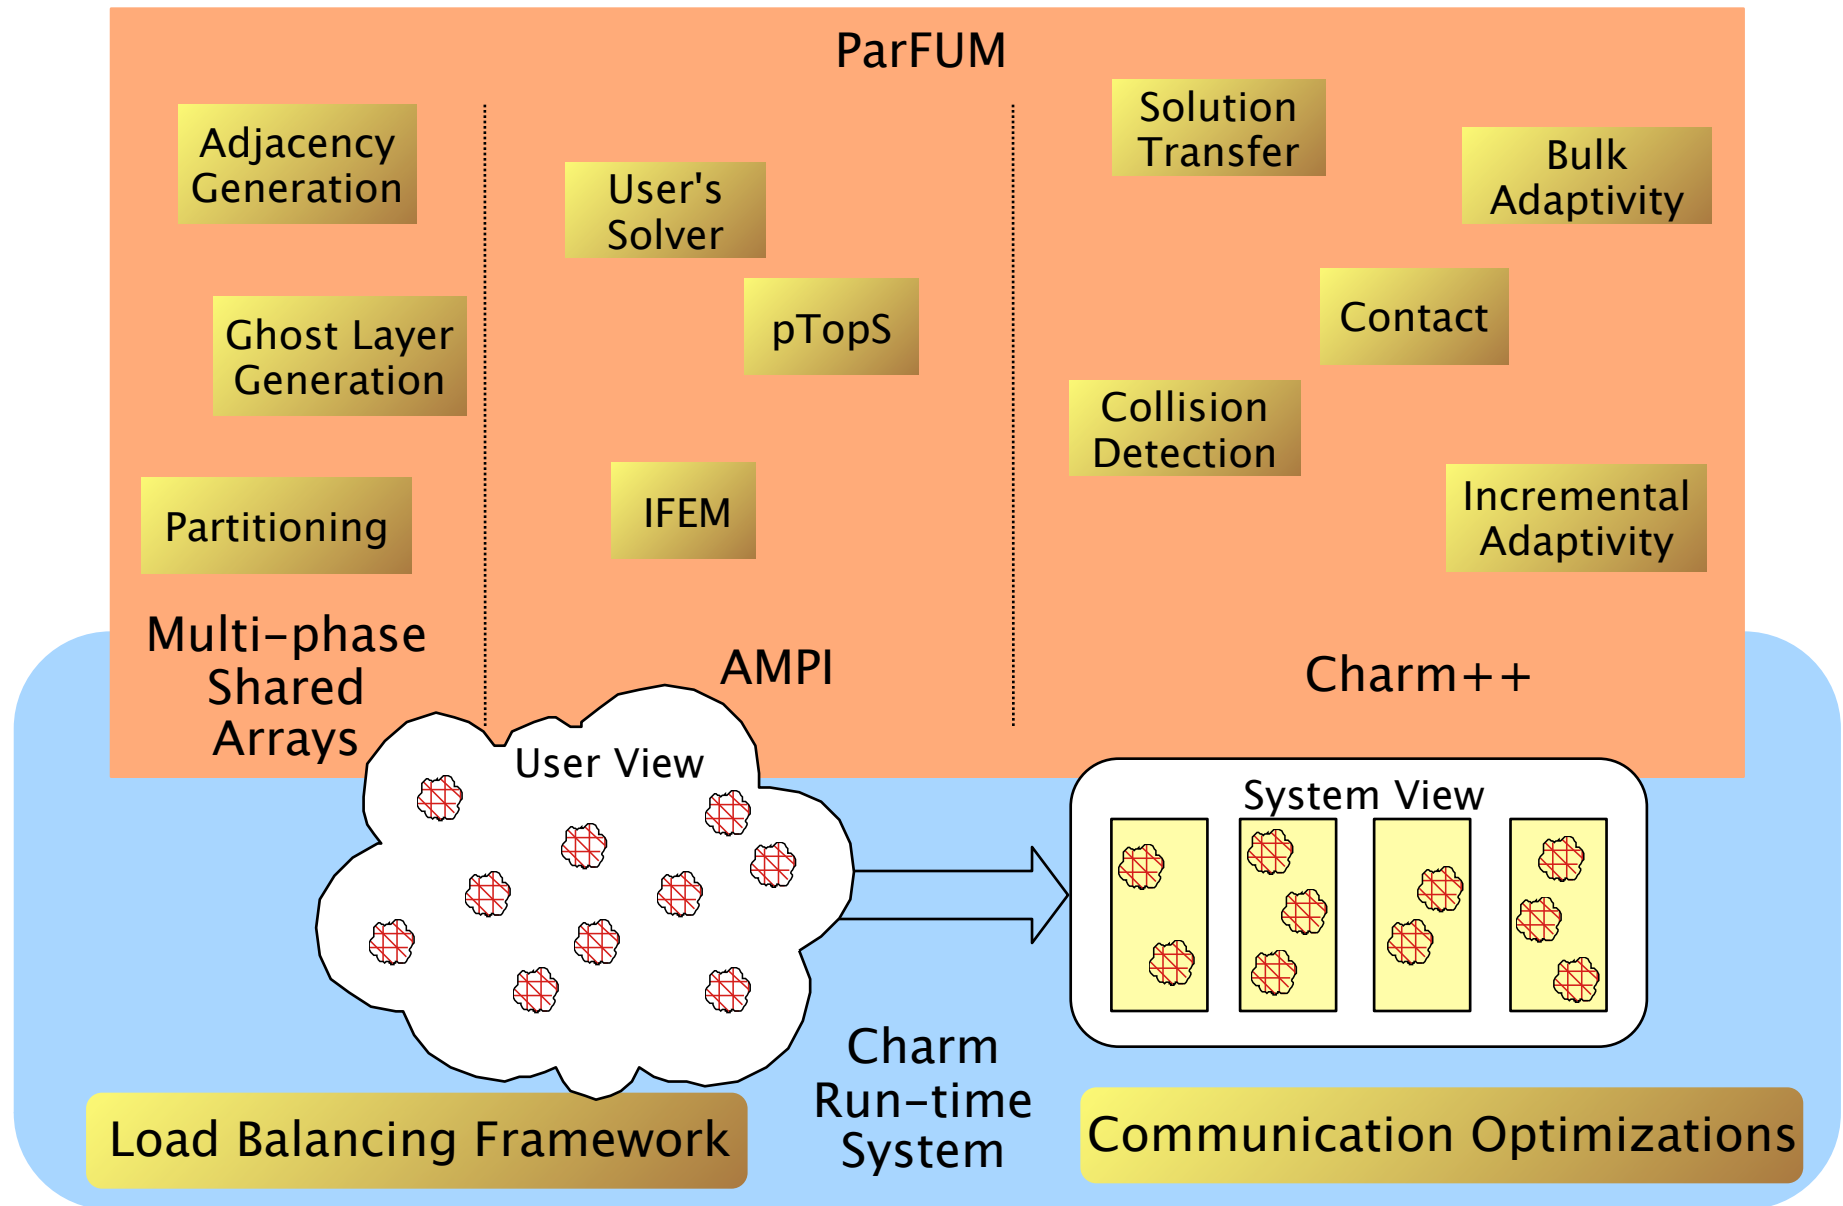 ParFUM
Adjacency
Generation
Ghost Layer
Generation
Partitioning
Multi-phase
Shared
Arrays
User's
Solver
pTopS
IFEM
AMPI
Solution
Transfer
Bulk
Adaptivity
Contact
Collision
Detection
Incremental
Adaptivity
Charm++
User View
System View
Charm
Run-time
System
Load Balancing Framework
Communication Optimizations